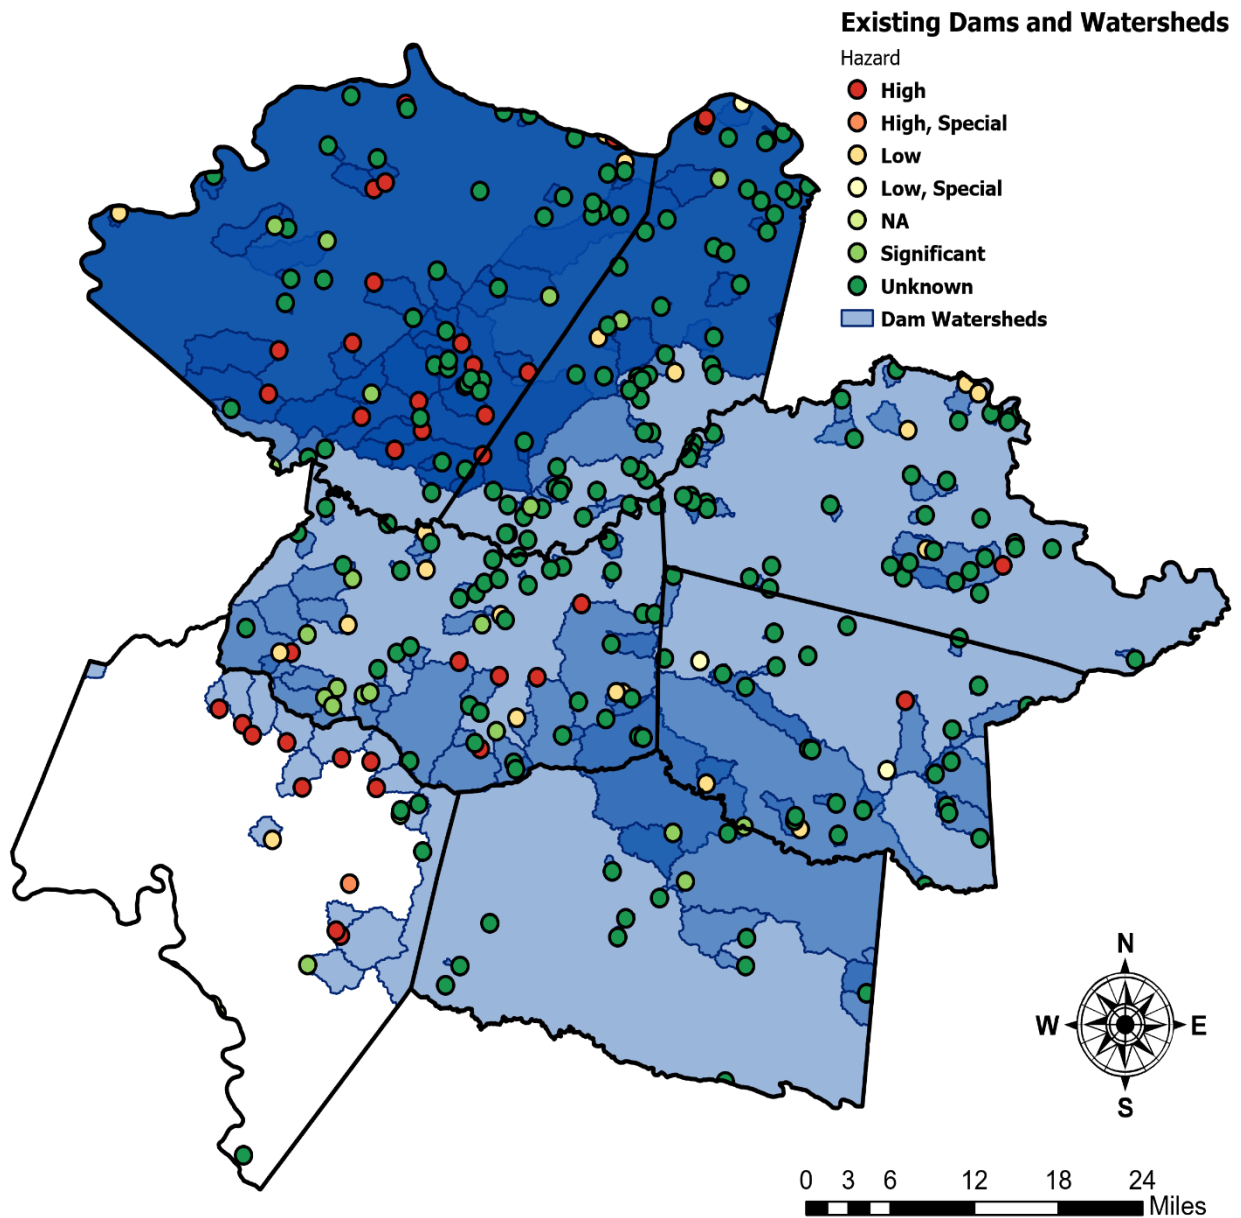 Existing Dams and Watersheds
Hazard
High
High, Special
Low
Low, Special
NA
Significant
Unknown
Dam Watersheds
N
W E
S
0 3 6 12 18 24
Miles